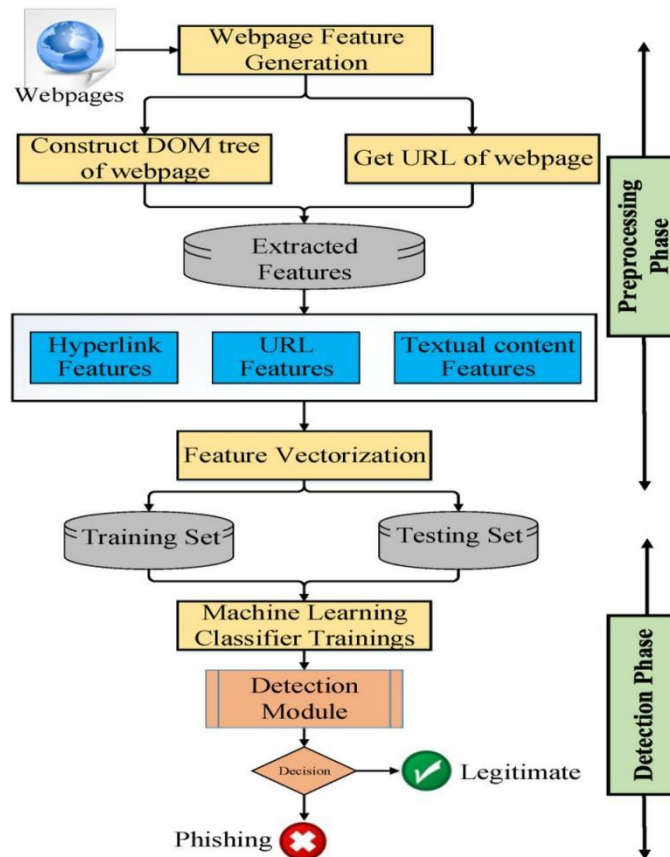 Webpage Feature
Generation
Webpages
Construct DOM tree
of webpage
Get URL of webpage
Extracted
Features
Preprocessing
Phase
Hyperlink
Features
URL
Features
Textual content
Features
Feature Vectorization
Training Set
Testing Set
Machine Learning
Classifier Trainings
Detection
Module
Detection Phase
Decision
Legitimate
Phishing